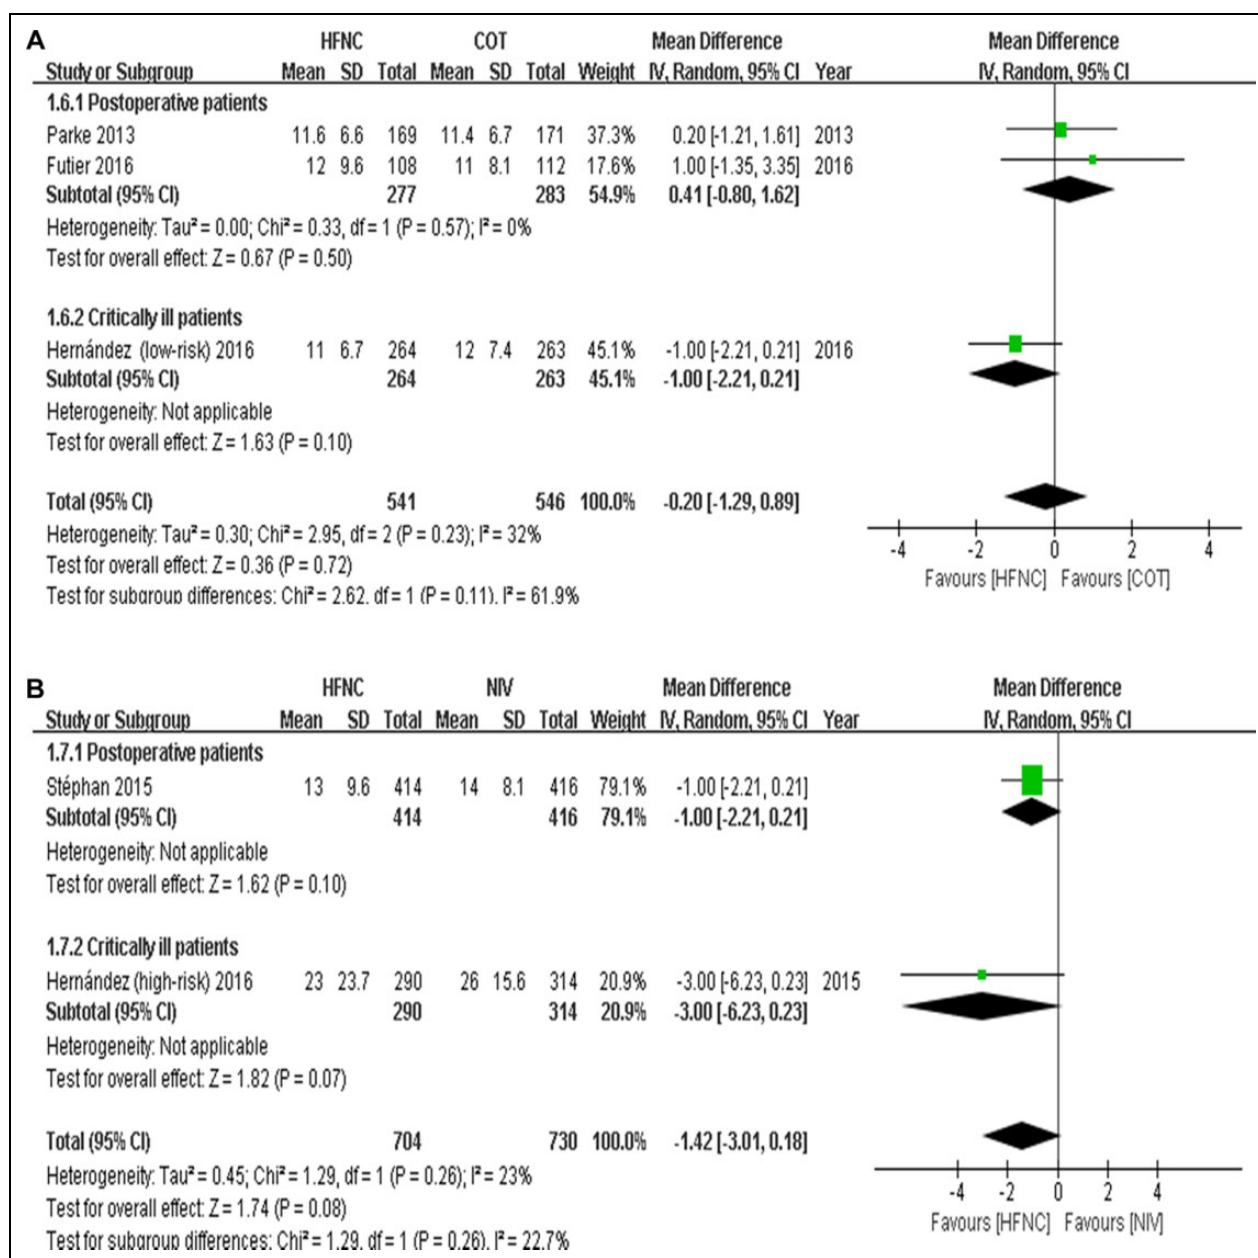 A
HFNC COT Mean Difference Mean Difference
Study or Subgroup Mean SD Total Mean SD Total Weight IV, Random, 95% CI Year IV, Random, 95% CI
1.6.1 Postoperative patients
Parke 2013 11.6 6.6 169 11.4 6.7 171 37.3% 0.20 [-1.21, 1.61] 2013
Futier 2016 12 9.6 108 11 8.1 112 17.6% 1.00 [-1.35, 3.35] 2016
Subtotal (95% CI) 277 283 54.9% 0.41 [-0.80, 1.62]
Heterogeneity: Tau² = 0.00; Chi² = 0.33, df = 1 (P = 0.57); I² = 0%
Test for overall effect: Z = 0.67 (P = 0.50)
1.6.2 Critically ill patients
Hernández (low-risk) 2016 11 6.7 264 12 7.4 263 45.1% -1.00 [-2.21, 0.21] 2016
Subtotal (95% CI) 264 263 45.1% -1.00 [-2.21, 0.21]
Heterogeneity: Not applicable
Test for overall effect: Z = 1.63 (P = 0.10)
Total (95% CI) 541 546 100.0% -0.20 [-1.29, 0.89]
Heterogeneity: Tau² = 0.30; Chi² = 2.95, df = 2 (P = 0.23); I² = 32%
Test for overall effect: Z = 0.36 (P = 0.72)
Test for subgroup differences: Chi² = 2.62, df = 1 (P = 0.11), I² = 61.9%
-4 -2 0 2 4
Favours [HFNC] Favours [COT]
B
HFNC NIV Mean Difference Mean Difference
Study or Subgroup Mean SD Total Mean SD Total Weight IV, Random, 95% CI Year IV, Random, 95% CI
1.7.1 Postoperative patients
Stéphan 2015 13 9.6 414 14 8.1 416 79.1% -1.00 [-2.21, 0.21]
Subtotal (95% CI) 414 416 79.1% -1.00 [-2.21, 0.21]
Heterogeneity: Not applicable
Test for overall effect: Z = 1.62 (P = 0.10)
1.7.2 Critically ill patients
Hernández (high-risk) 2016 23 23.7 290 26 15.6 314 20.9% -3.00 [-6.23, 0.23] 2015
Subtotal (95% CI) 290 314 20.9% -3.00 [-6.23, 0.23]
Heterogeneity: Not applicable
Test for overall effect: Z = 1.82 (P = 0.07)
Total (95% CI) 704 730 100.0% -1.42 [-3.01, 0.18]
Heterogeneity: Tau² = 0.45; Chi² = 1.29, df = 1 (P = 0.26); I² = 23%
Test for overall effect: Z = 1.74 (P = 0.08)
Test for subgroup differences: Chi² = 1.29, df = 1 (P = 0.26), I² = 22.7%
-4 -2 0 2 4
Favours [HFNC] Favours [NIV]